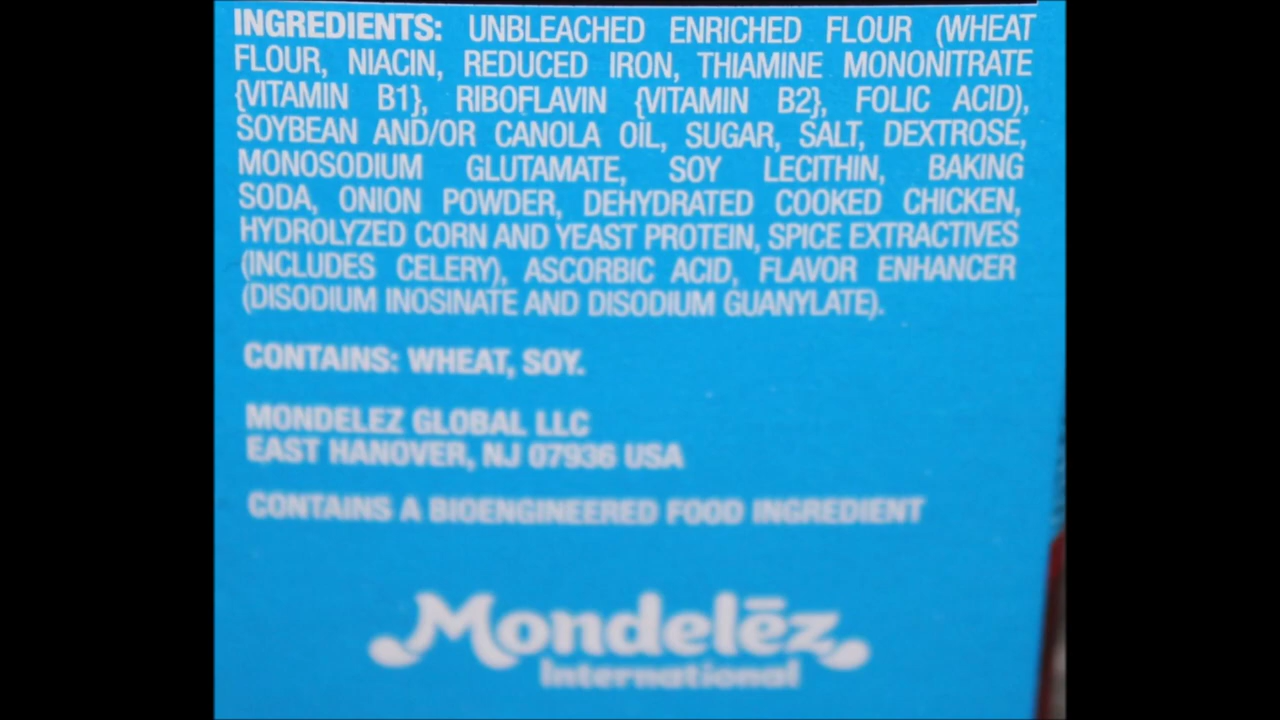 INGREDIENTS: UNBLEACHED ENRICHED FLOUR (WHEAT
FLOUR, NIACIN, REDUCED IRON, THIAMINE MONONITRATE
{VITAMIN B1}, RIBOFLAVIN {VITAMIN B2}, FOLIC ACID),
SOYBEAN AND/OR CANOLA OIL, SUGAR, SALT, DEXTROSE,
MONOSODIUM GLUTAMATE, SOY LECITHIN, BAKING
SODA, ONION POWDER, DEHYDRATED COOKED CHICKEN,
HYDROLYZED CORN AND YEAST PROTEIN, SPICE EXTRACTIVES
(INCLUDES CELERY), ASCORBIC ACID, FLAVOR ENHANCER
(DISODIUM INOSINATE AND DISODIUM GUANYLATE).
CONTAINS: WHEAT, SOY.
MONDELEZ GLOBAL LLC
EAST HANOVER, NJ 07936 USA
CONTAINS A BIOENGINEERED FOOD INGREDIENT
Mondelēz
International